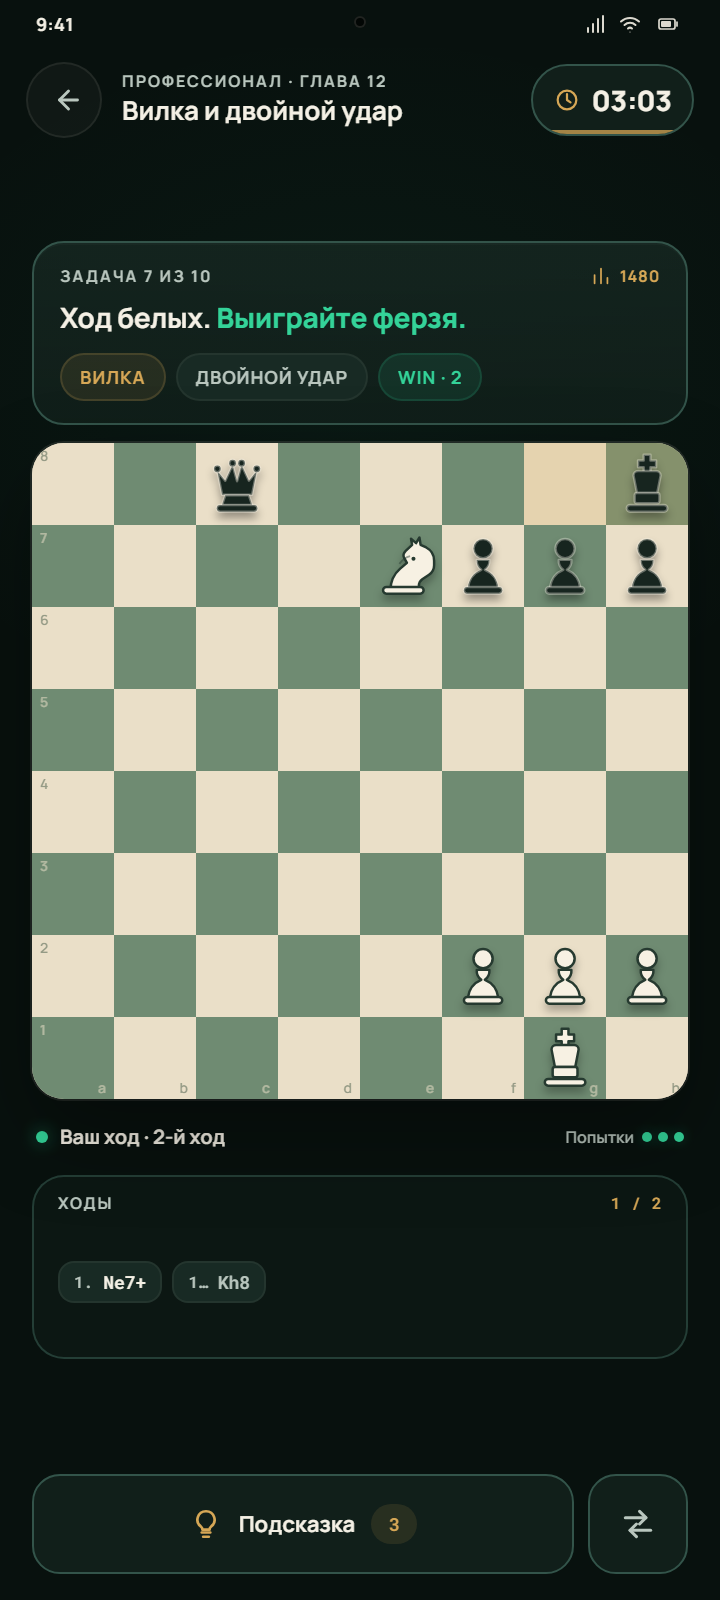 9:41
ПРОФЕССИОНАЛ · ГЛАВА 12
Вилка и двойной удар
03:03
ЗАДАЧА 7 ИЗ 10
1480
Ход белых. Выиграйте ферзя.
ВИЛКА
ДВОЙНОЙ УДАР
WIN · 2
8
7
6
5
4
3
2
1
a b c d e f g h
Ваш ход · 2-й ход
Попытки
ХОДЫ
1 / 2
1. Ne7+
1… Kh8
Подсказка 3